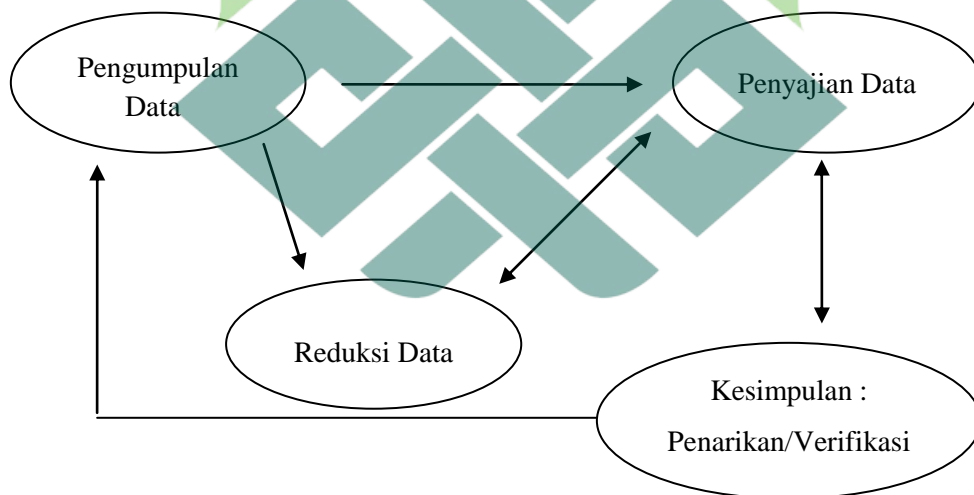 Pengumpulan
Data
Penyajian Data
Reduksi Data
Kesimpulan :
Penarikan/Verifikasi